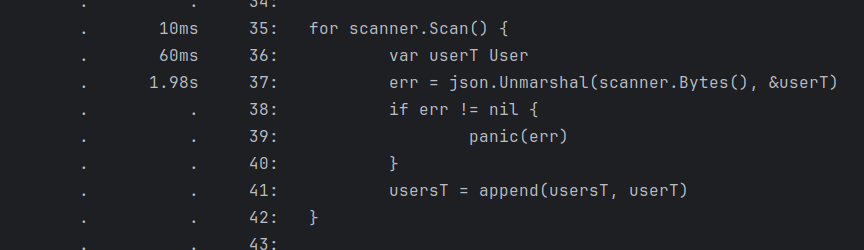 . . 34:
. 10ms 35: for scanner.Scan() {
. 60ms 36: var userT User
. 1.98s 37: err = json.Unmarshal(scanner.Bytes(), &userT)
. . 38: if err != nil {
. . 39: panic(err)
. . 40: }
. . 41: usersT = append(usersT, userT)
. . 42: }
. . 43: